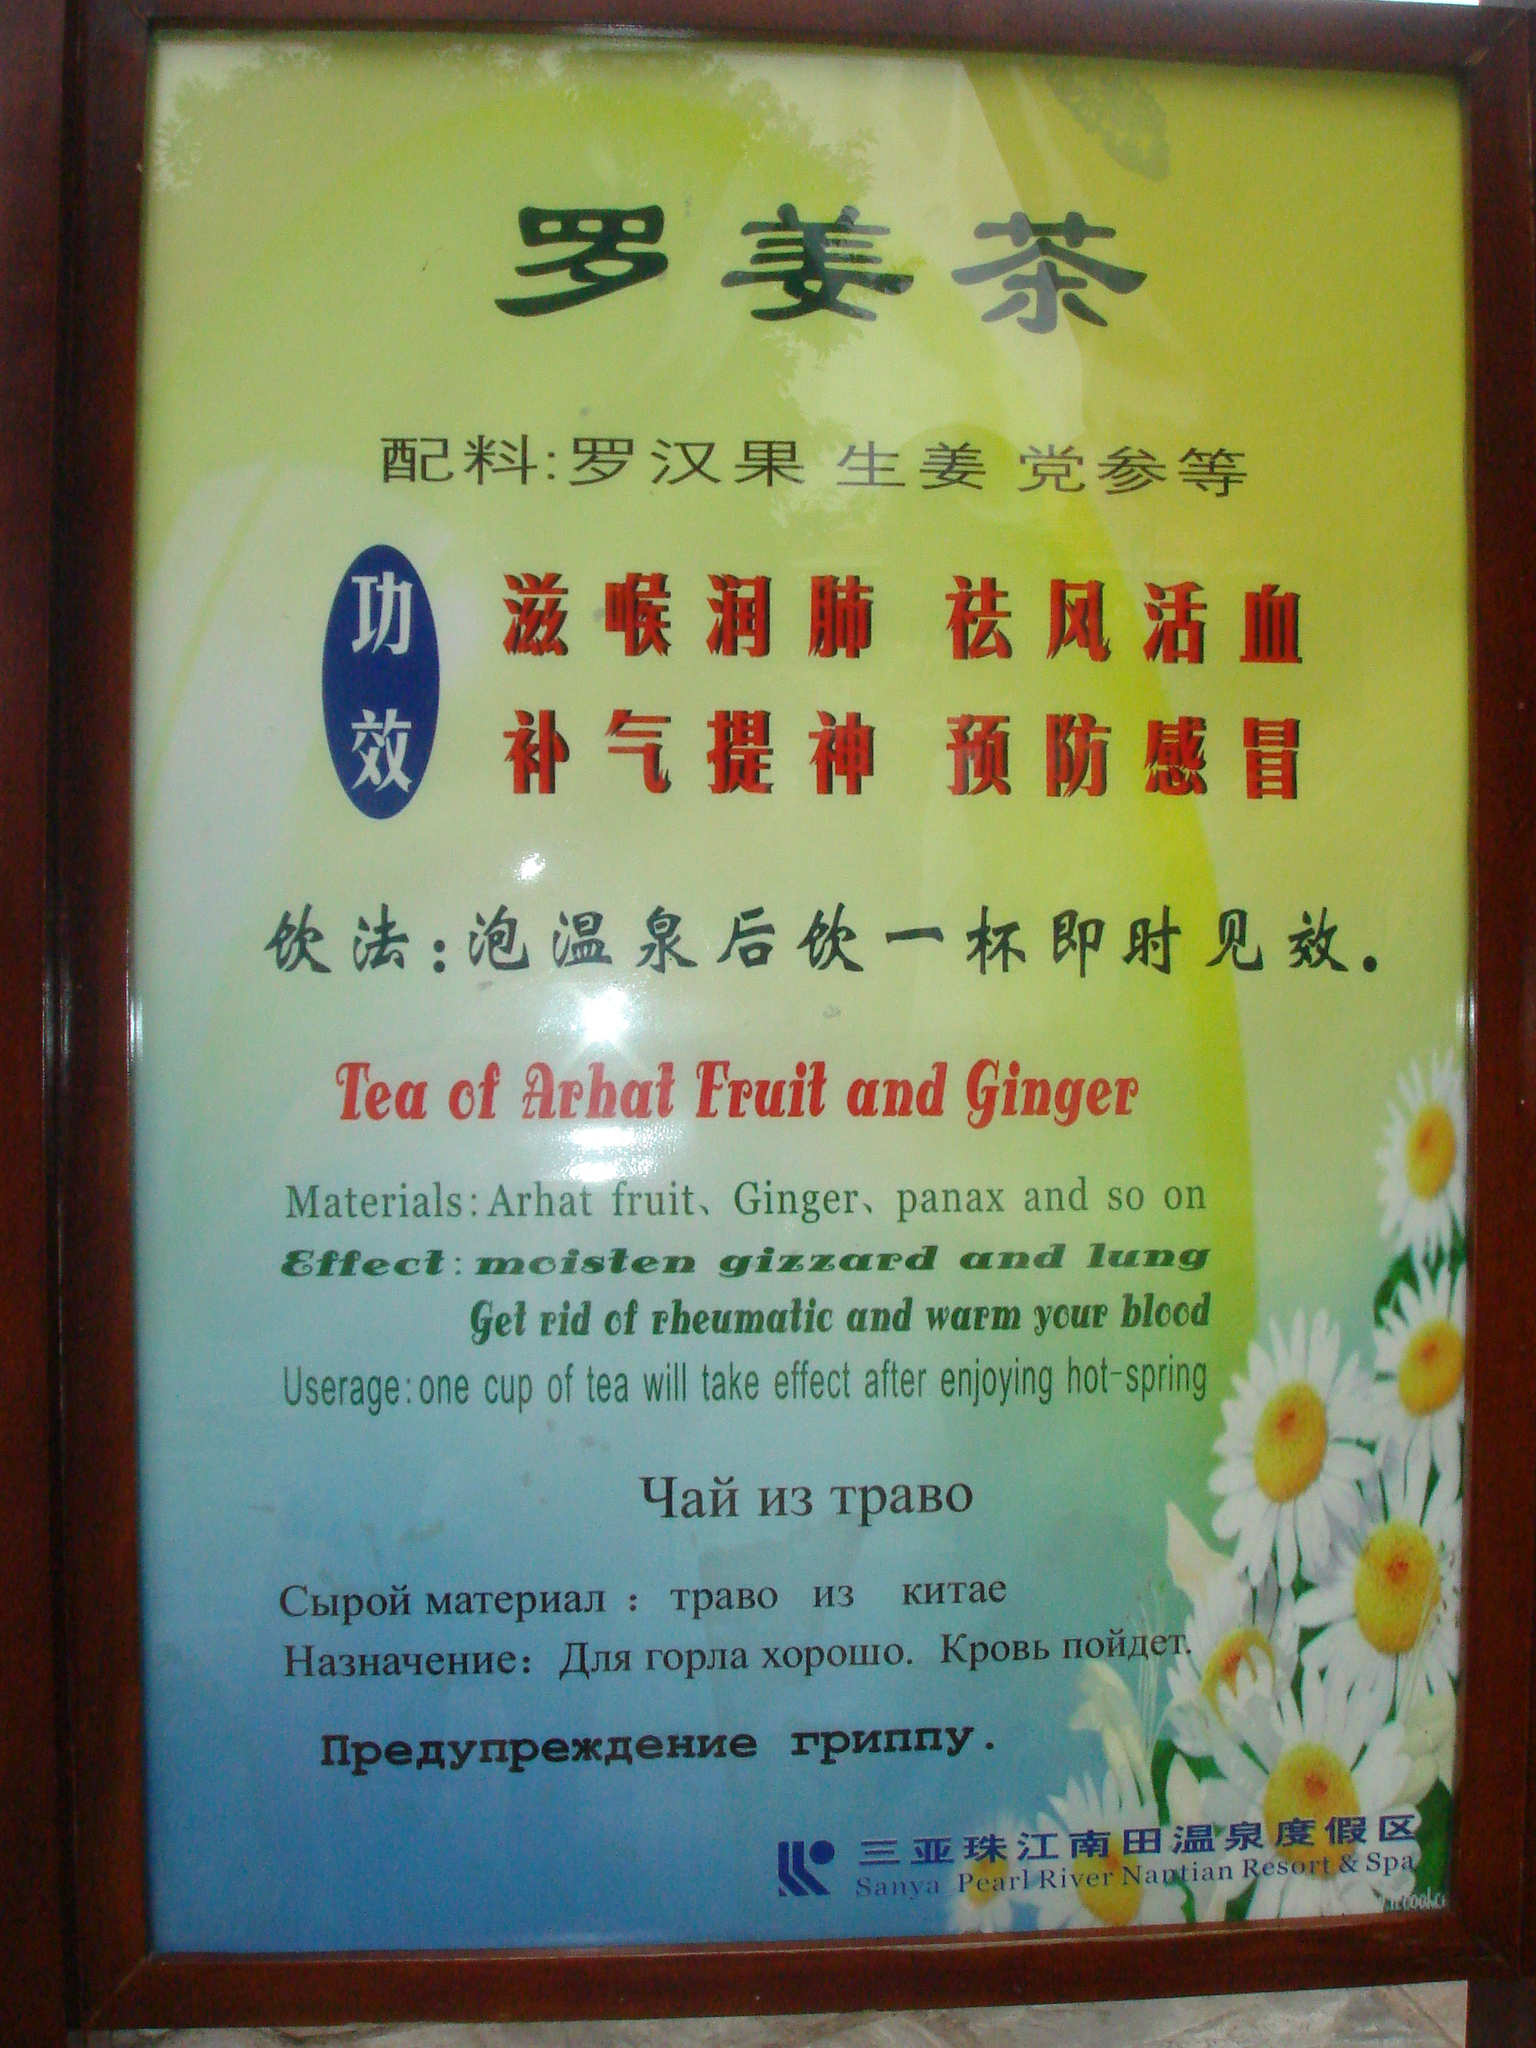 罗姜茶
配料:罗汉果 生姜 党参等
功效
滋喉润肺 祛风活血
补气提神 预防感冒
饮法:泡温泉后饮一杯即时见效.
Tea of Arhat Fruit and Ginger
Materials:Arhat fruit、Ginger、panax and so on
Effect:moisten gizzard and lung
Get rid of rheumatic and warm your blood
Userage:one cup of tea will take effect after enjoying hot-spring
Чай из траво
Сырой материал : траво из китае
Назначение: Для горла хорошо. Кровь пойдет.
Предупреждение гриппу.
三亚珠江南田温泉度假区
Sanya Pearl River Nantian Resort & Spa